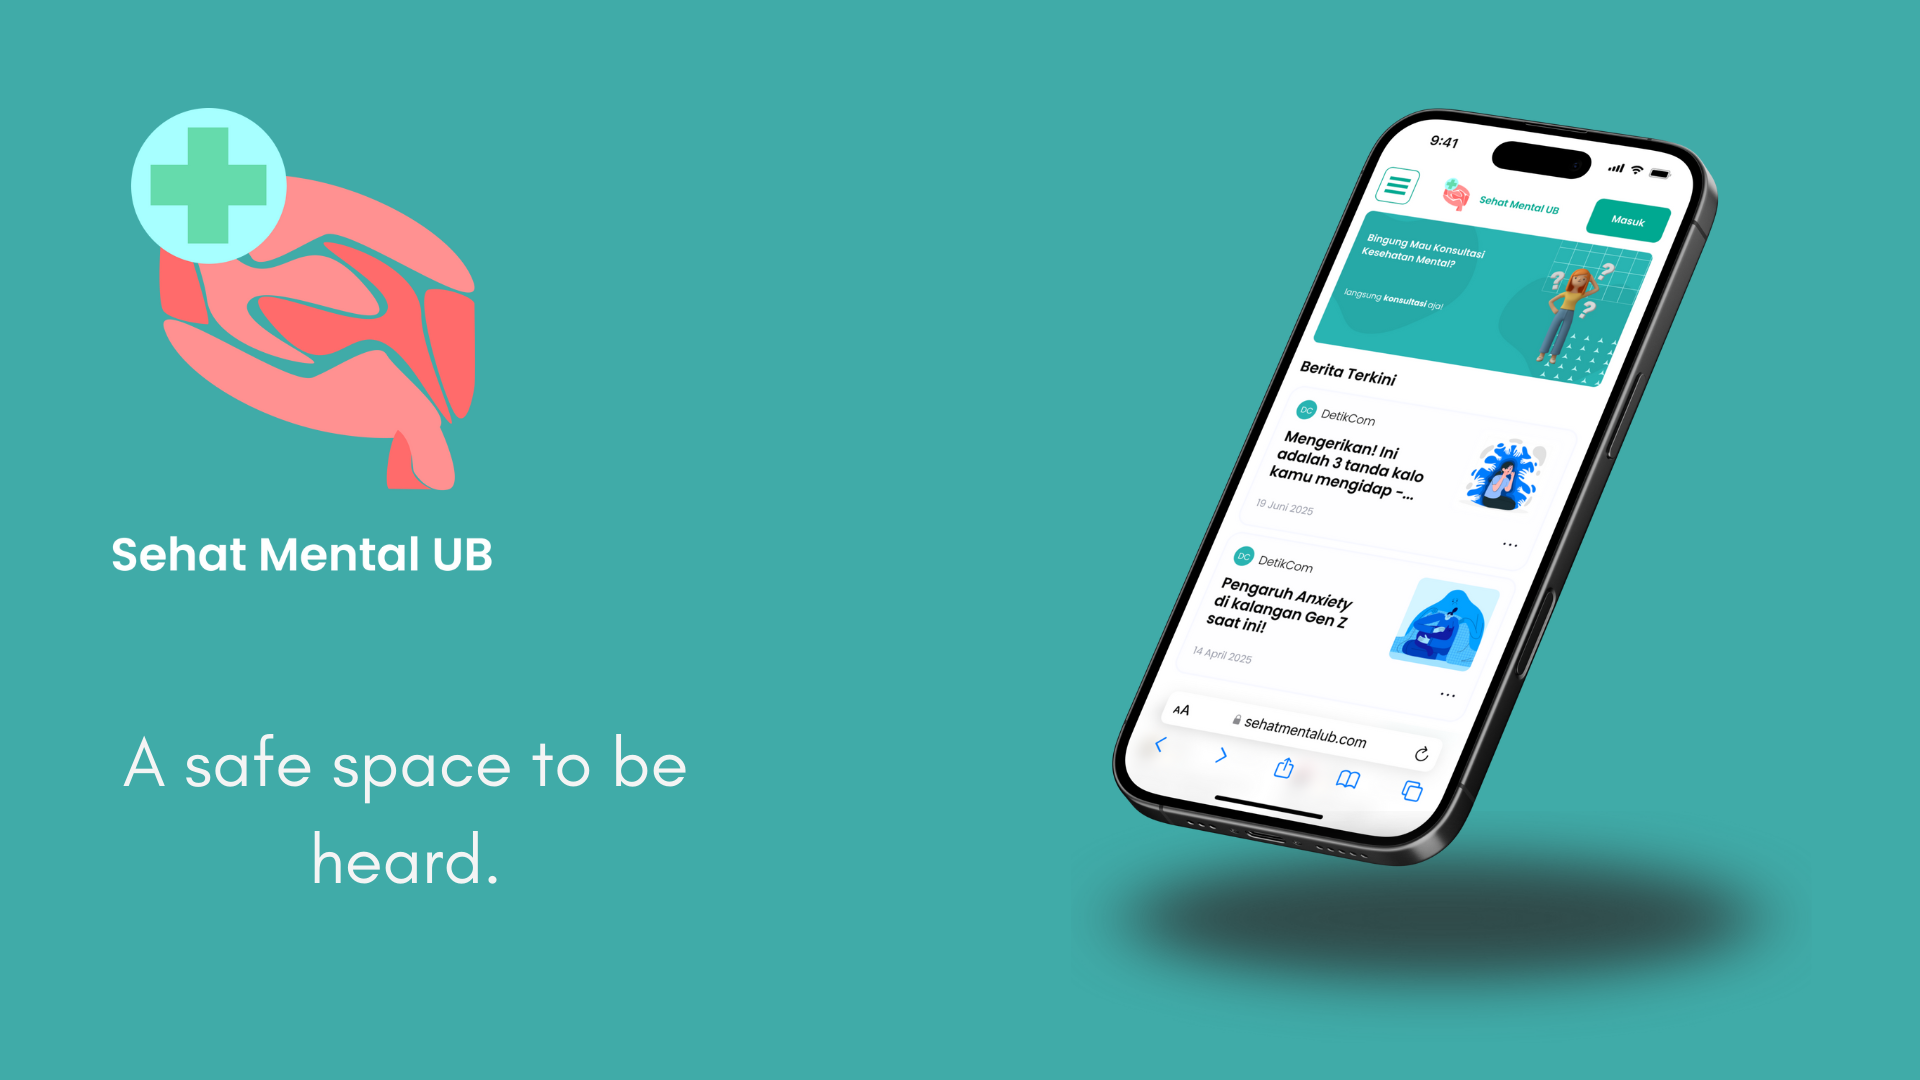 Sehat Mental UB
A safe space to be
heard.
9:41
Sehat Mental UB
Masuk
Bingung Mau Konsultasi
Kesehatan Mental?
langsung konsultasi aja!
? ? ?
Berita Terkini
DC DetikCom
Mengerikan! Ini
adalah 3 tanda kalo
kamu mengidap -...
19 Juni 2025
...
DC DetikCom
Pengaruh Anxiety
di kalangan Gen Z
saat ini!
14 April 2025
...
AA sehatmentalub.com